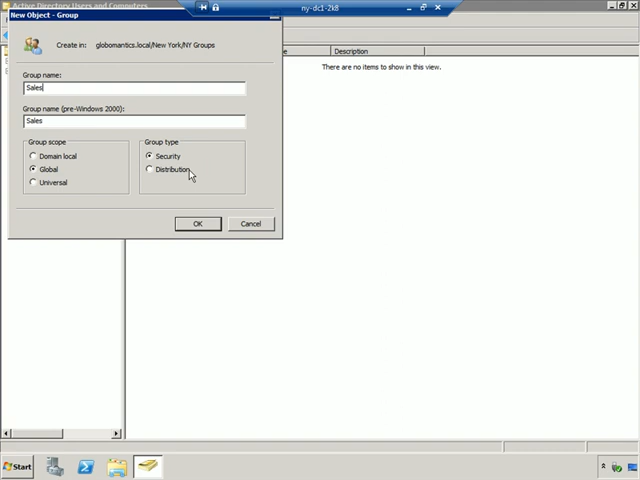 Active Directory Users and Computers
ny-dc1-2k8
New Object - Group
Create in: globomantics.local/New York/NY Groups
Group name:
Sales
Group name (pre-Windows 2000):
Sales
Group scope
Domain local
Global
Universal
Group type
Security
Distribution
OK
Cancel
Description
There are no items to show in this view.
Start